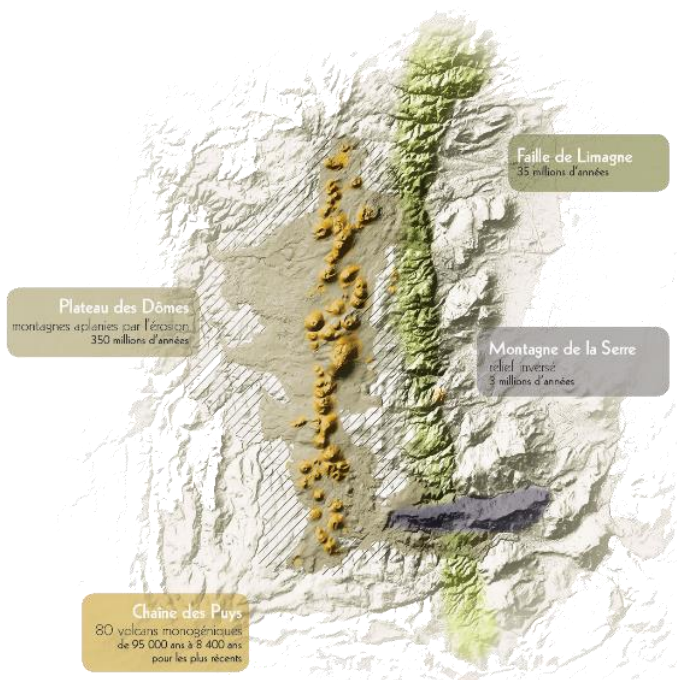 Faille de Limagne
35 millions d'années
Plateau des Dômes
montagnes aplanies par l'érosion
350 millions d'années
Montagne de la Serre
relief inversé
3 millions d'années
Chaîne des Puys
80 volcans monogéniques
de 95 000 ans à 8 400 ans
pour les plus récents